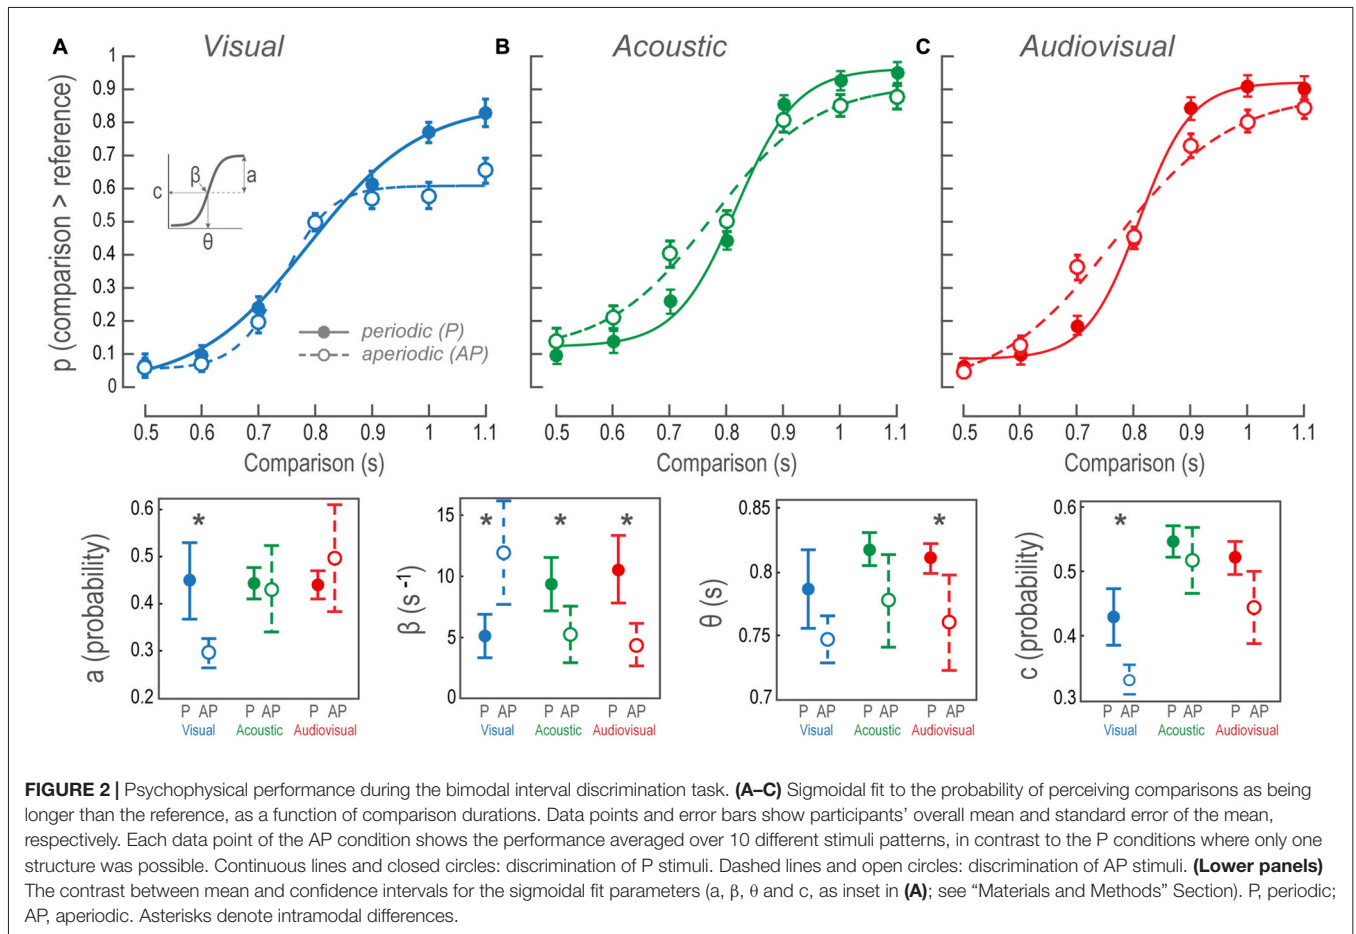 A Visual B Acoustic C Audiovisual
p (comparison > reference)
1
0.9
0.8
0.7
0.6
0.5
0.4
0.3
0.2
0.1
0
β
a
c
θ
periodic (P)
aperiodic (AP)
0.5 0.6 0.7 0.8 0.9 1 1.1
Comparison (s)
0.5 0.6 0.7 0.8 0.9 1 1.1
Comparison (s)
0.5 0.6 0.7 0.8 0.9 1 1.1
Comparison (s)
a (probability)
0.6
0.5
0.4
0.3
0.2
*
P AP P AP P AP
Visual Acoustic Audiovisual
β (s⁻¹)
15
10
5
0
* * *
P AP P AP P AP
Visual Acoustic Audiovisual
θ (s)
0.85
0.8
0.75
0.7
*
P AP P AP P AP
Visual Acoustic Audiovisual
c (probability)
0.6
0.5
0.4
0.3
*
P AP P AP P AP
Visual Acoustic Audiovisual
FIGURE 2 | Psychophysical performance during the bimodal interval discrimination task. (A–C) Sigmoidal fit to the probability of perceiving comparisons as being
longer than the reference, as a function of comparison durations. Data points and error bars show participants' overall mean and standard error of the mean,
respectively. Each data point of the AP condition shows the performance averaged over 10 different stimuli patterns, in contrast to the P conditions where only one
structure was possible. Continuous lines and closed circles: discrimination of P stimuli. Dashed lines and open circles: discrimination of AP stimuli. (Lower panels)
The contrast between mean and confidence intervals for the sigmoidal fit parameters (a, β, θ and c, as inset in (A); see “Materials and Methods” Section). P, periodic;
AP, aperiodic. Asterisks denote intramodal differences.